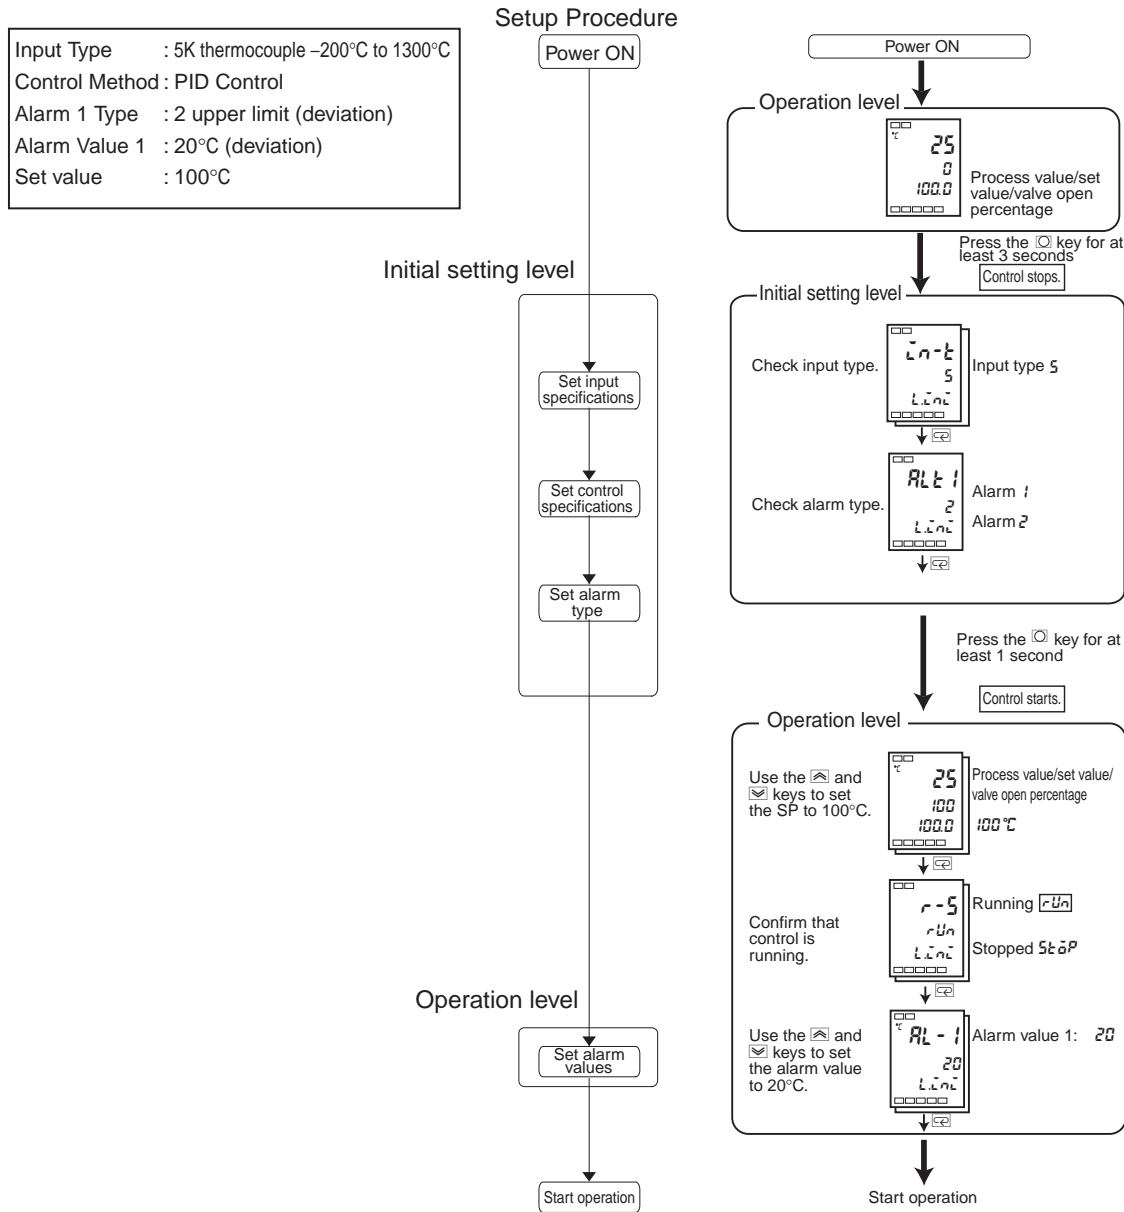 Setup Procedure
Input Type : 5K thermocouple –200°C to 1300°C
Control Method : PID Control
Alarm 1 Type : 2 upper limit (deviation)
Alarm Value 1 : 20°C (deviation)
Set value : 100°C
Power ON
Initial setting level
Set input
specifications
Set control
specifications
Set alarm
type
Operation level
Set alarm
values
Start operation
Power ON
Operation level
°C
25
0
100.0
Process value/set
value/valve open
percentage
Press the key for at
least 3 seconds
Control stops.
Initial setting level
Check input type.
in-t
5
L.ini
Input type 5
Check alarm type.
ALt1
2
L.ini
Alarm 1
Alarm 2
Press the key for at
least 1 second
Control starts.
Operation level
Use the and
keys to set
the SP to 100°C.
°C
25
100
100.0
Process value/set value/
valve open percentage
100°C
Confirm that
control is
running.
r-S
rUn
L.ini
Running rUn
Stopped StoP
Use the and
keys to set
the alarm value
to 20°C.
°C
AL-1
20
L.ini
Alarm value 1: 20
Start operation